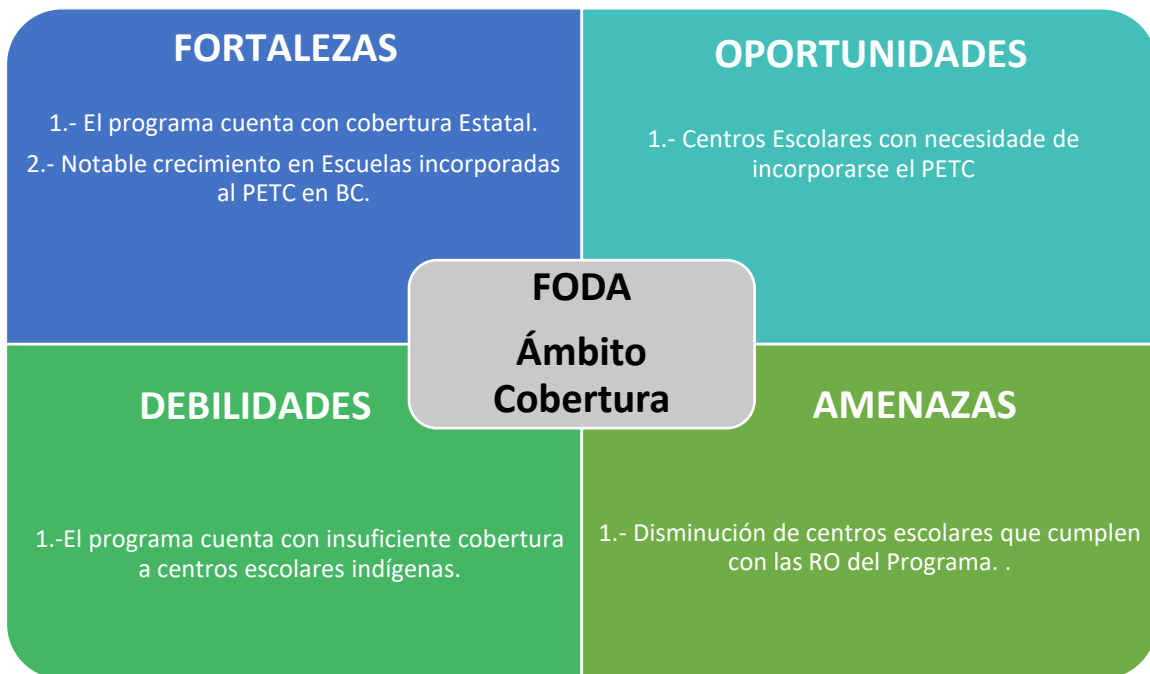 FORTALEZAS
1.- El programa cuenta con cobertura Estatal.
2.- Notable crecimiento en Escuelas incorporadas
al PETC en BC.
OPORTUNIDADES
1.- Centros Escolares con necesidade de
incorporarse el PETC
FODA
Ámbito
Cobertura
DEBILIDADES
1.-El programa cuenta con insuficiente cobertura
a centros escolares indígenas.
AMENAZAS
1.- Disminución de centros escolares que cumplen
con las RO del Programa. .